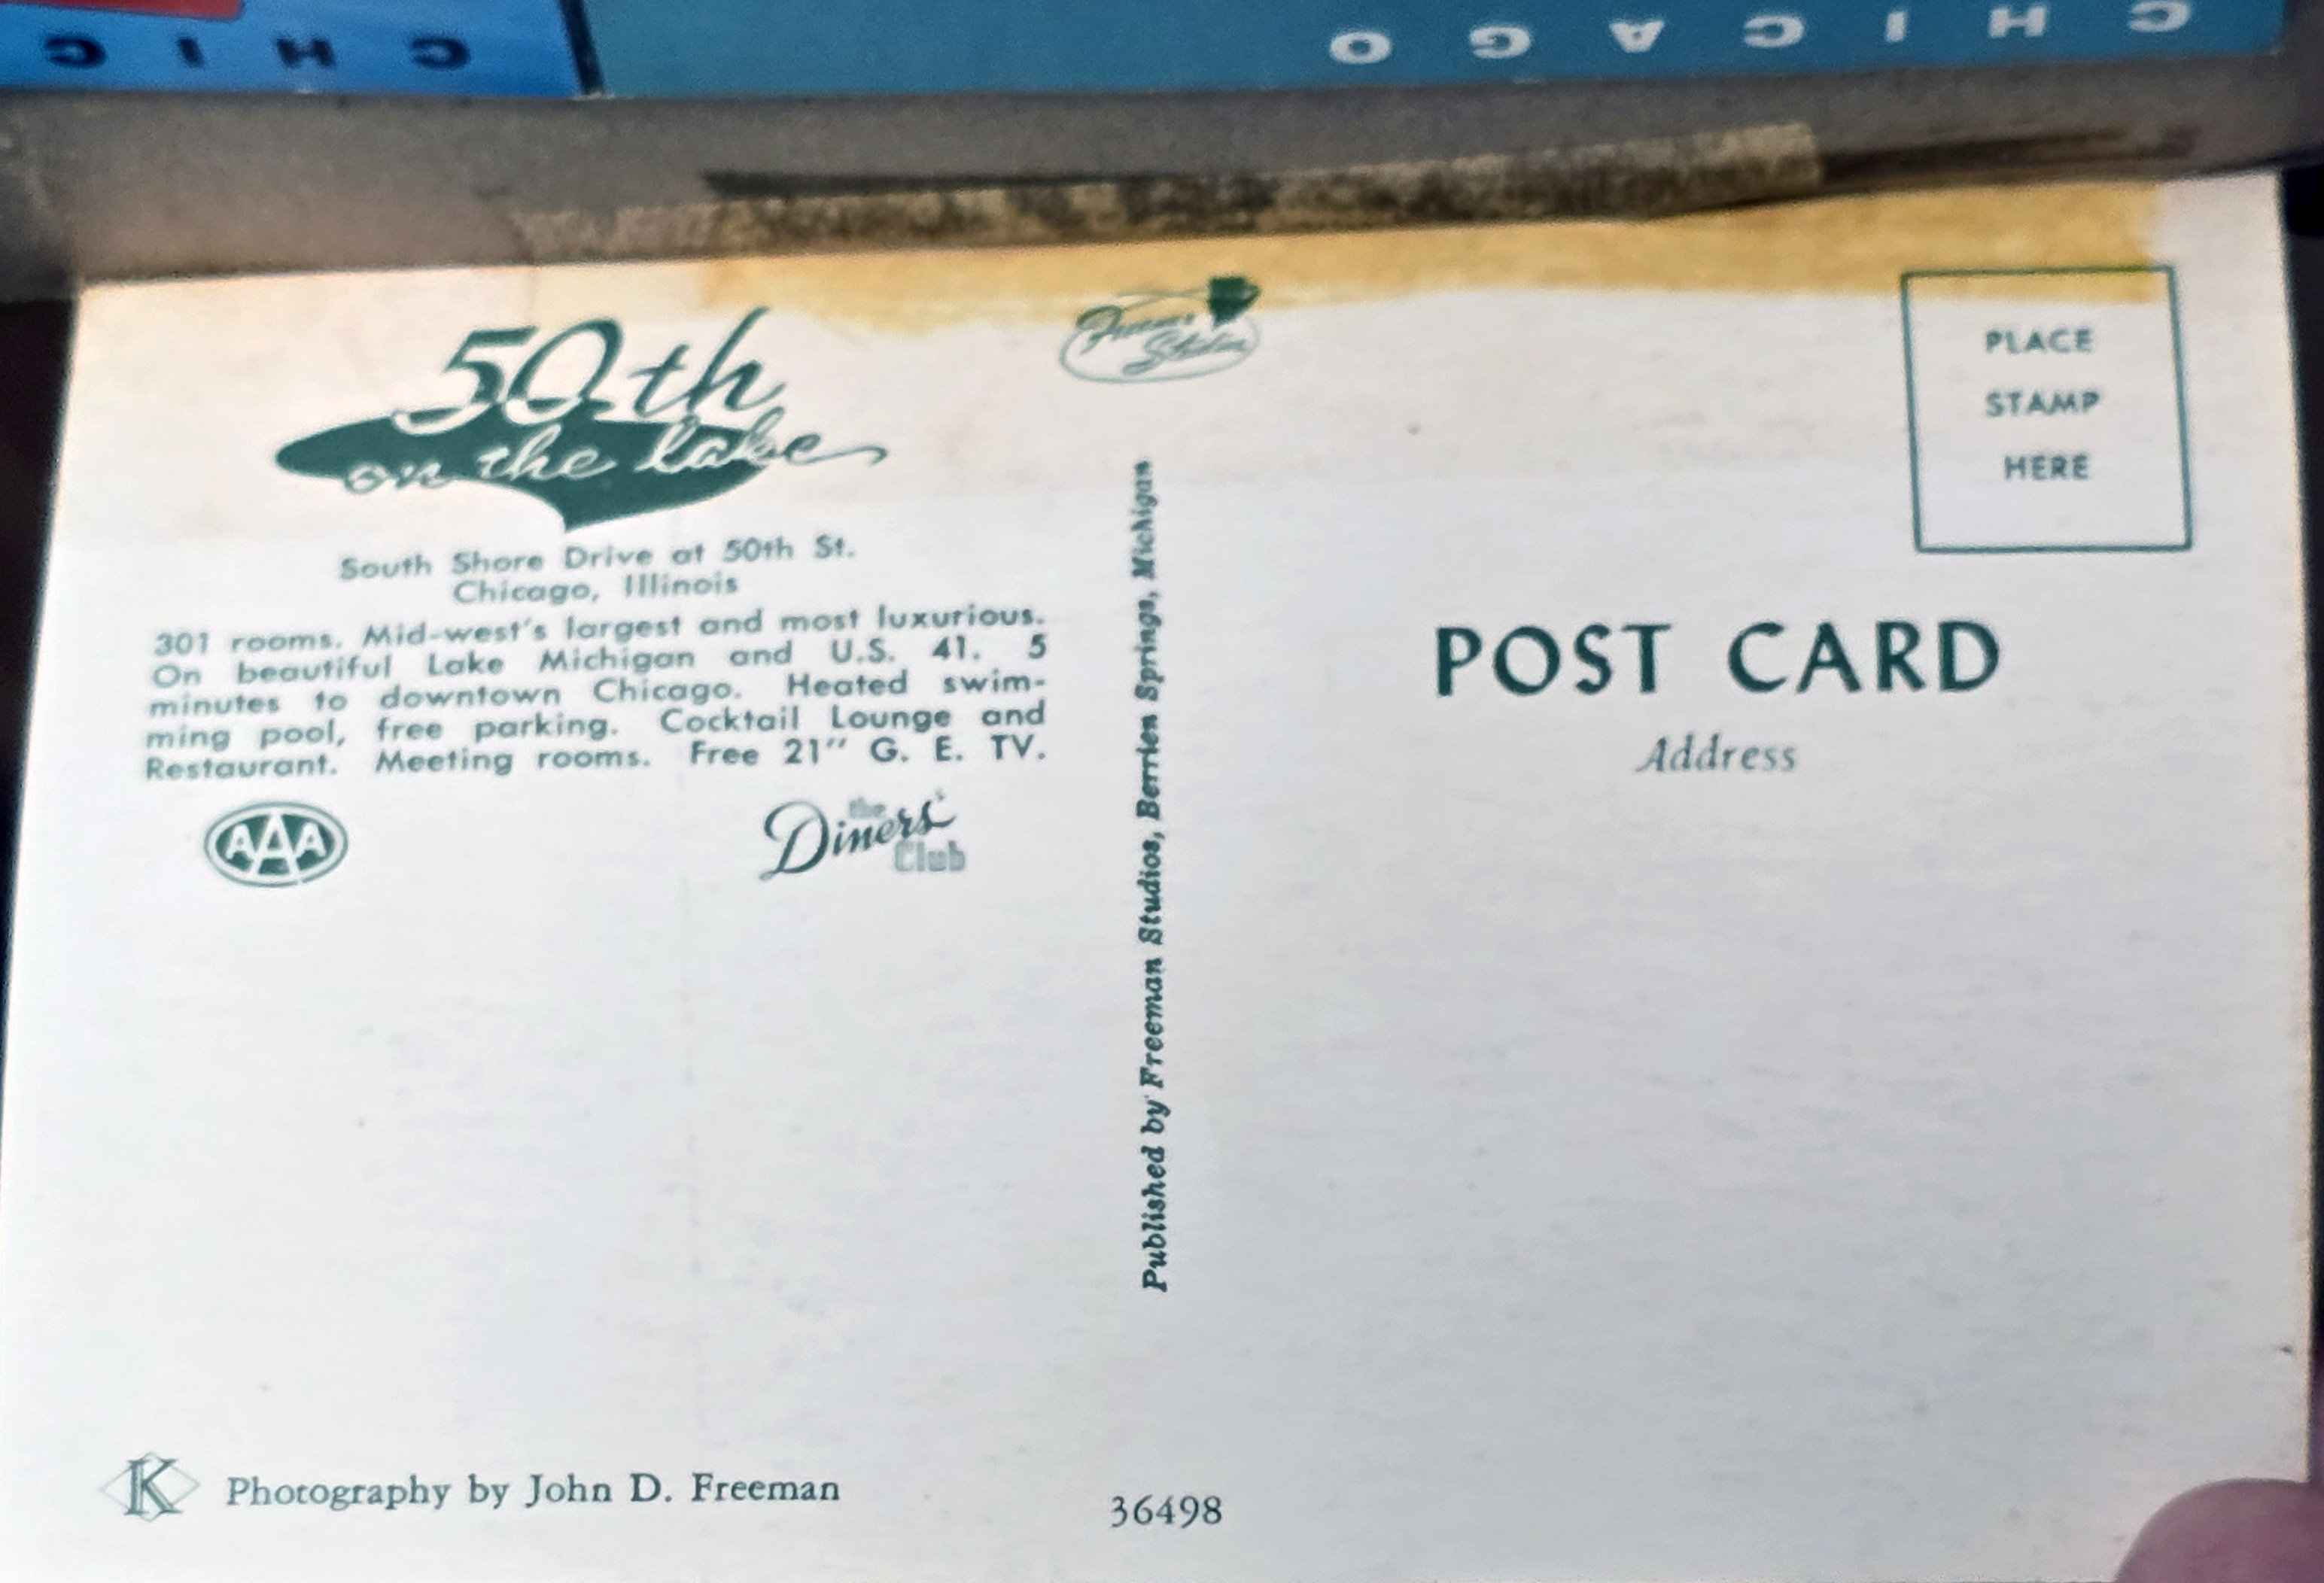 CHIC
CHICAGO
50th
on the lake
South Shore Drive at 50th St.
Chicago, Illinois
301 rooms. Mid-west's largest and most luxurious.
On beautiful Lake Michigan and U.S. 41. 5
minutes to downtown Chicago. Heated swim-
ming pool, free parking. Cocktail Lounge and
Restaurant. Meeting rooms. Free 21" G. E. TV.
AAA
the
Diners'
Club
K Photography by John D. Freeman
Freeman
Studios
Published by Freeman Studios, Berrien Springs, Michigan
36498
PLACE
STAMP
HERE
POST CARD
Address